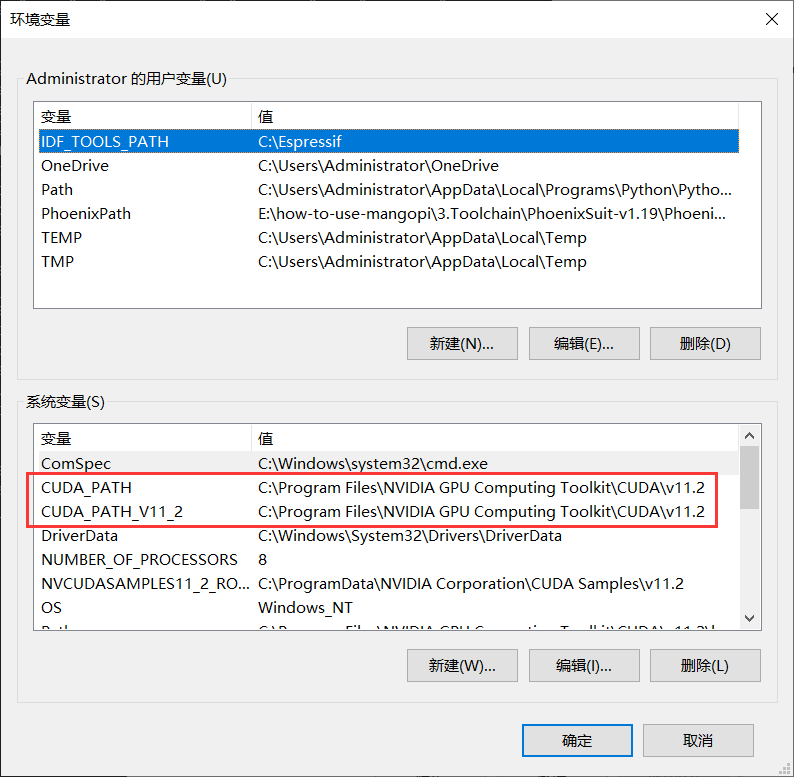 环境变量
Administrator 的用户变量(U)
变量 值
IDF_TOOLS_PATH C:\Espressif
OneDrive C:\Users\Administrator\OneDrive
Path C:\Users\Administrator\AppData\Local\Programs\Python\Pytho...
PhoenixPath E:\how-to-use-mangopi\3.Toolchain\PhoenixSuit-v1.19\Phoeni...
TEMP C:\Users\Administrator\AppData\Local\Temp
TMP C:\Users\Administrator\AppData\Local\Temp
新建(N)... 编辑(E)... 删除(D)
系统变量(S)
变量 值
ComSpec C:\Windows\system32\cmd.exe
CUDA_PATH C:\Program Files\NVIDIA GPU Computing Toolkit\CUDA\v11.2
CUDA_PATH_V11_2 C:\Program Files\NVIDIA GPU Computing Toolkit\CUDA\v11.2
DriverData C:\Windows\System32\Drivers\DriverData
NUMBER_OF_PROCESSORS 8
NVCUDASAMPLES11_2_RO... C:\ProgramData\NVIDIA Corporation\CUDA Samples\v11.2
OS Windows_NT
新建(W)... 编辑(I)... 删除(L)
确定 取消